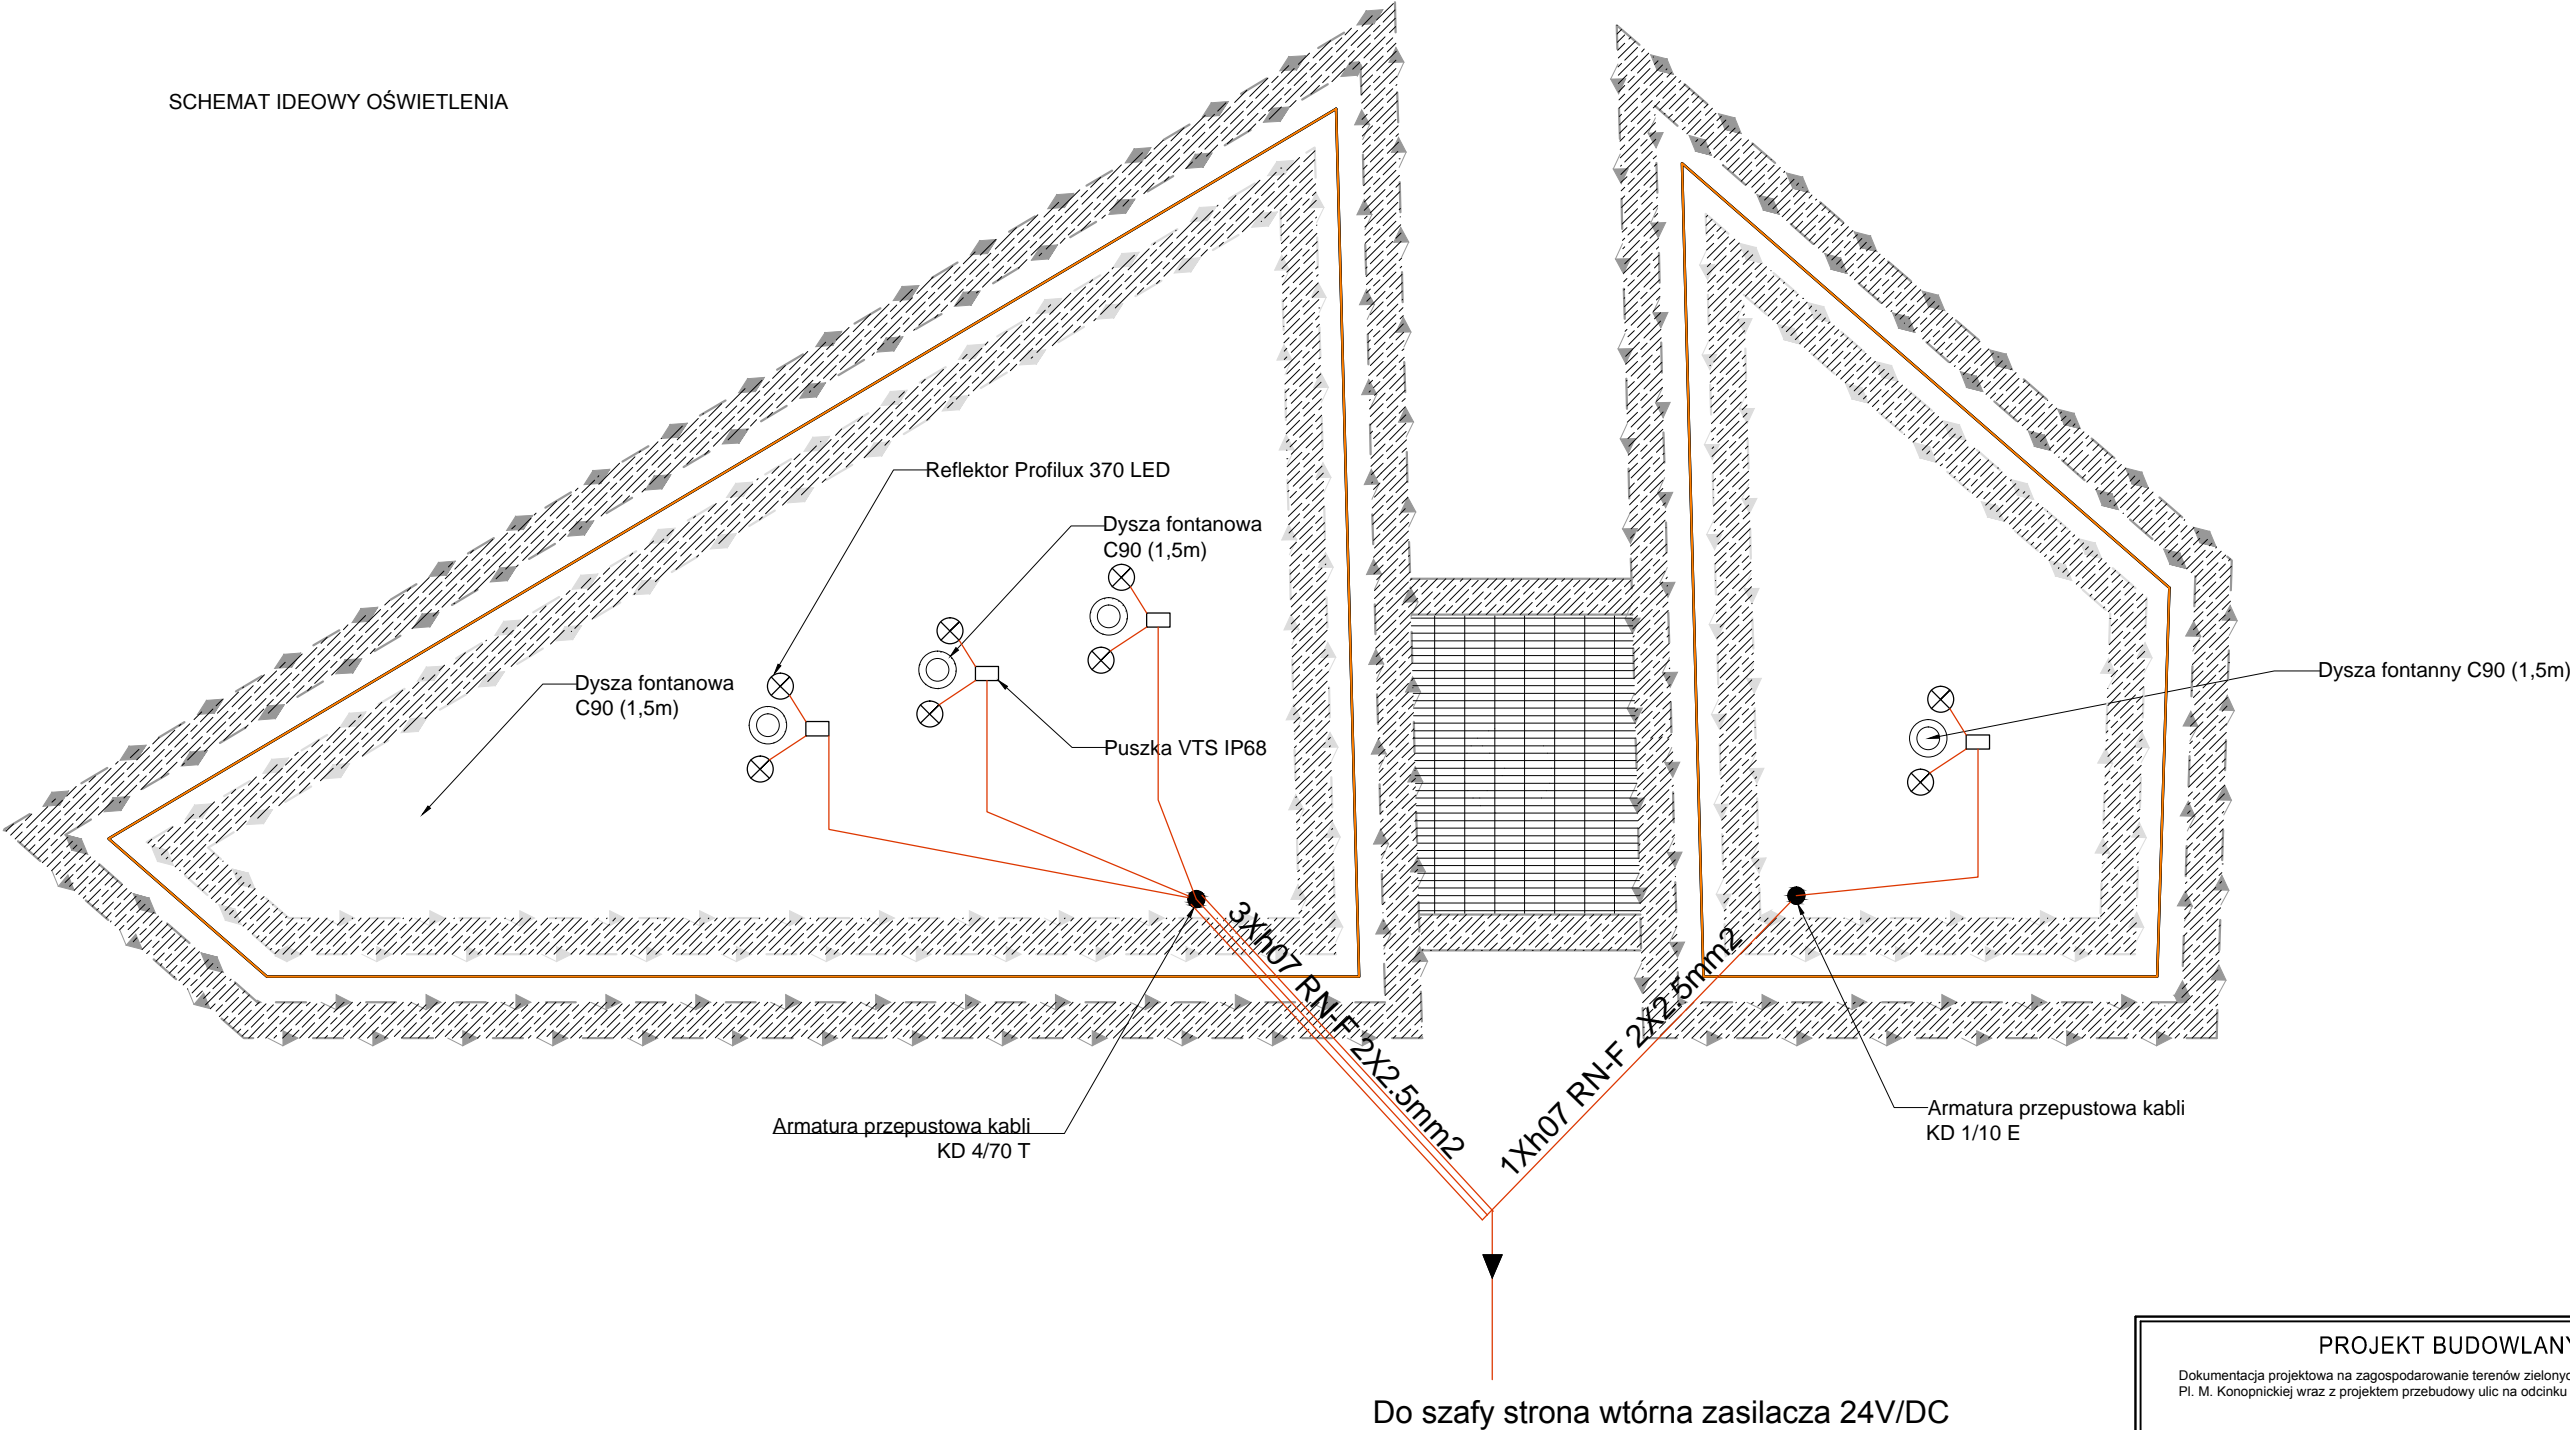 SCHEMAT IDEOWY OŚWIETLENIA
Reflektor Profilux 370 LED
Dysza fontanowa
C90 (1,5m)
Dysza fontanowa
C90 (1,5m)
Puszka VTS IP68
Dysza fontanny C90 (1,5m)
3Xh07 RN-F 2X2.5mm2
1Xh07 RN-F 2X2.5mm2
Armatura przepustowa kabli
KD 4/70 T
Armatura przepustowa kabli
KD 1/10 E
Do szafy strona wtórna zasilacza 24V/DC
PROJEKT BUDOWLANY
Dokumentacja projektowa na zagospodarowanie terenów zielonyc
Pl. M. Konopnickiej wraz z projektem przebudowy ulic na odcinku